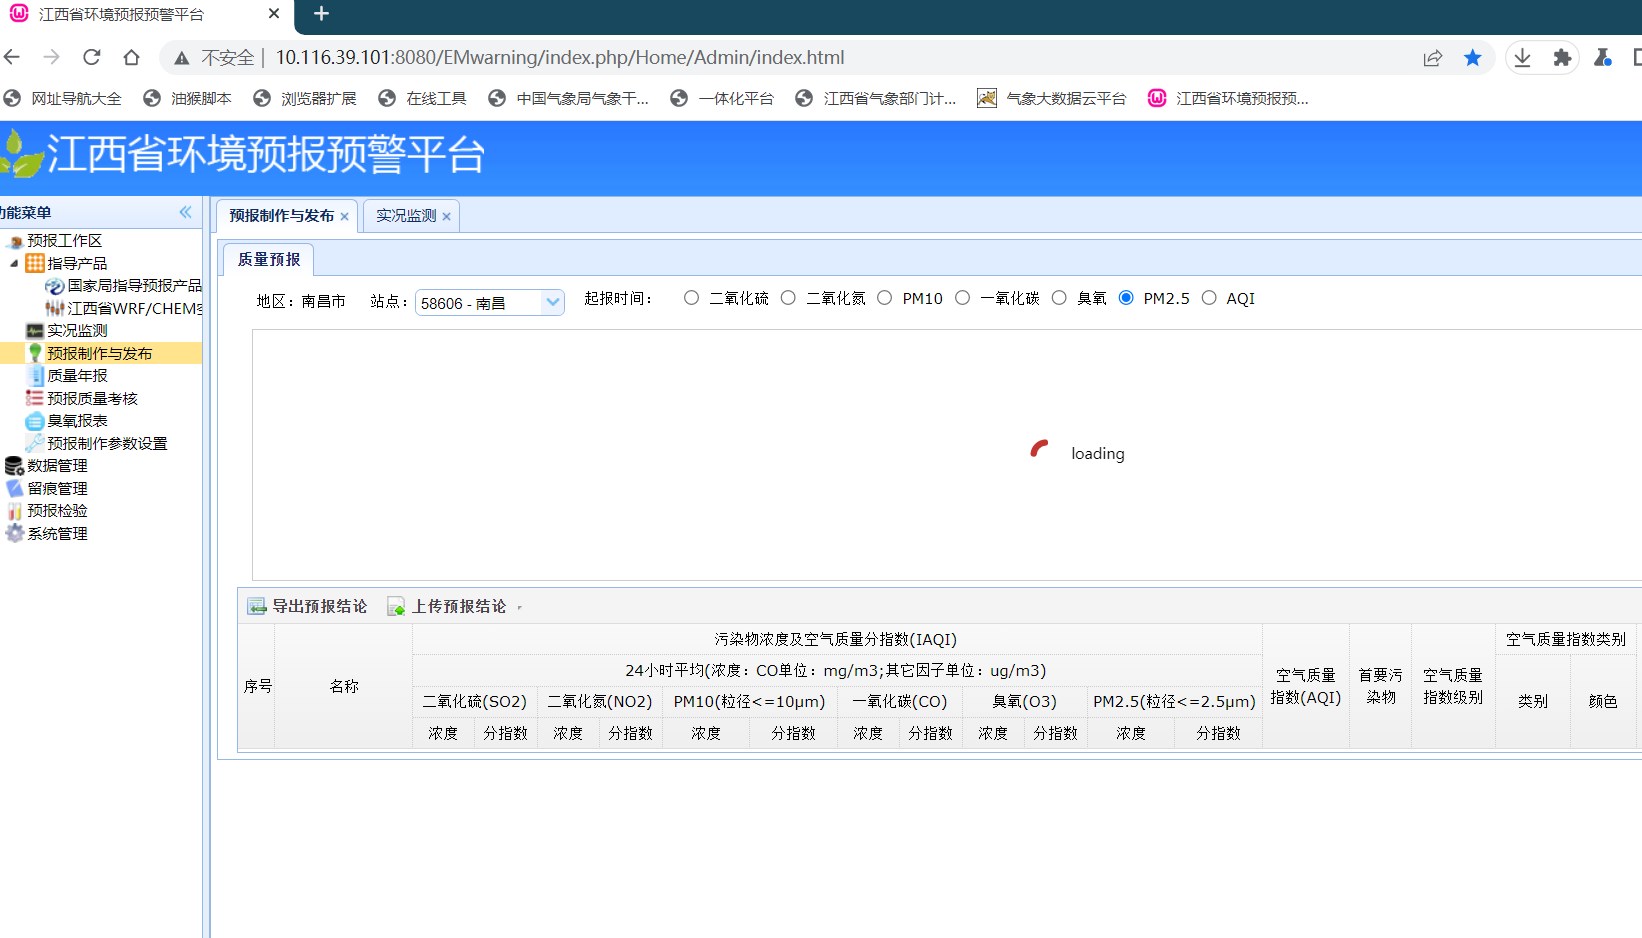 江西省环境预报预警平台
不安全 | 10.116.39.101:8080/EMwarning/index.php/Home/Admin/index.html
网址导航大全 油猴脚本 浏览器扩展 在线工具 中国气象局气象干... 一体化平台 江西省气象部门计... 气象大数据云平台 江西省环境预报预...
江西省环境预报预警平台
功能菜单
预报工作区
指导产品
国家局指导预报产品
江西省WRF/CHEM空
实况监测
预报制作与发布
质量年报
预报质量考核
臭氧报表
预报制作参数设置
数据管理
留痕管理
预报检验
系统管理
预报制作与发布 实况监测
质量预报
地区：南昌市 站点： 58606 - 南昌 起报时间： 二氧化硫 二氧化氮 PM10 一氧化碳 臭氧 PM2.5 AQI
loading
导出预报结论 上传预报结论
序号 名称 污染物浓度及空气质量分指数(IAQI) 空气质量指数类别
24小时平均(浓度：CO单位：mg/m3;其它因子单位：ug/m3)
空气质量指数(AQI) 首要污染物 空气质量指数级别 类别 颜色
二氧化硫(SO2) 二氧化氮(NO2) PM10(粒径<=10μm) 一氧化碳(CO) 臭氧(O3) PM2.5(粒径<=2.5μm)
浓度 分指数 浓度 分指数 浓度 分指数 浓度 分指数 浓度 分指数 浓度 分指数